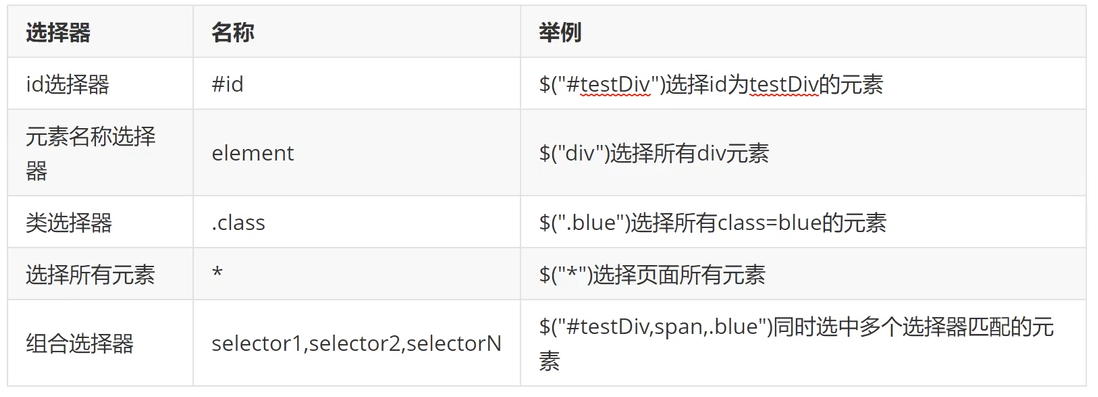 选择器 名称 举例
id选择器 #id $("#testDiv")选择id为testDiv的元素
元素名称选择
器
element
$("div")选择所有div元素
类选择器 .class $(".blue")选择所有class=blue的元素
选择所有元素 * $("*")选择页面所有元素
组合选择器 selector1,selector2,selectorN
$("#testDiv,span,.blue")同时选中多个选择器匹配的元
素